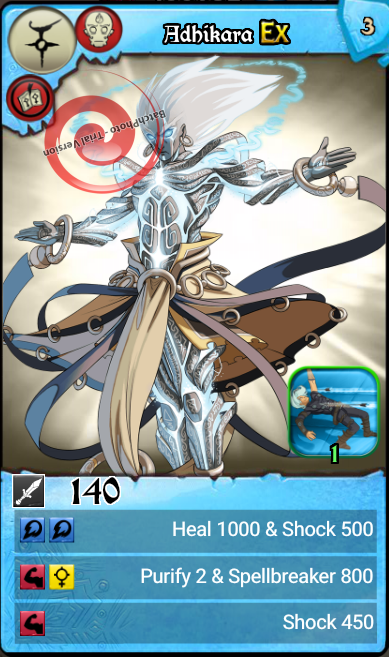 Adhikara Ex
3
BatchPhoto - Trial Version
1
140
Heal 1000 & Shock 500
Purify 2 & Spellbreaker 800
Shock 450